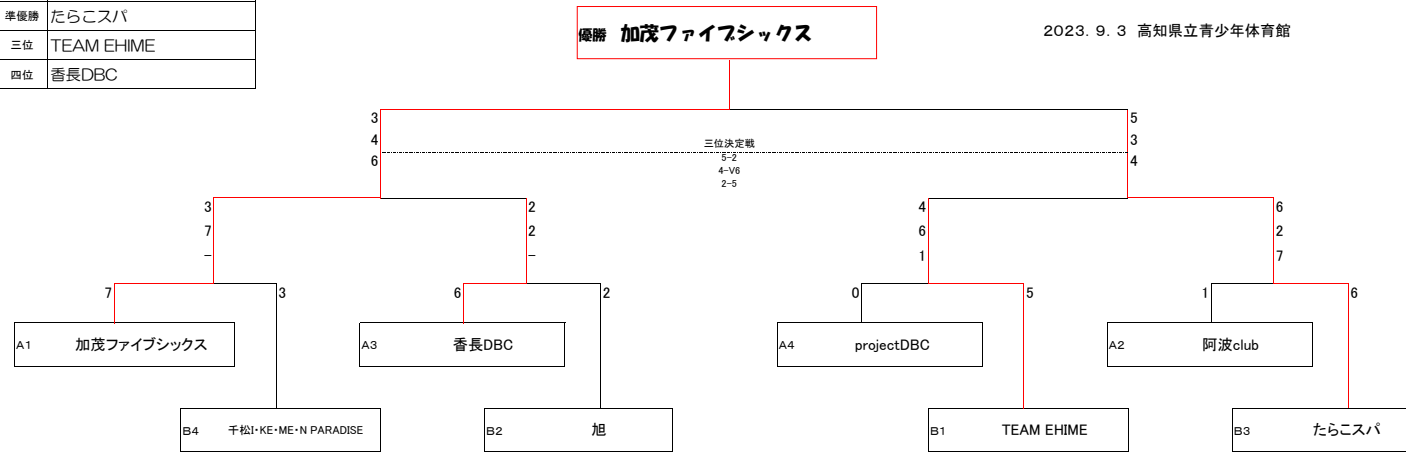 準優勝 たらこスパ
三位 TEAM EHIME
四位 香長DBC
優勝 加茂ファイブシックス
2023.9.3 高知県立青少年体育館
3 5
4 3
6 4
三位決定戦
5-2
4-V6
2-5
3 2 4 6
7 2 6 2
- - 1 7
7 3 6 2 0 5 1 6
A1 加茂ファイブシックス
A3 香長DBC
A4 projectDBC
A2 阿波club
B4 千松I・KE・ME・N PARADISE
B2 旭
B1 TEAM EHIME
B3 たらこスパ